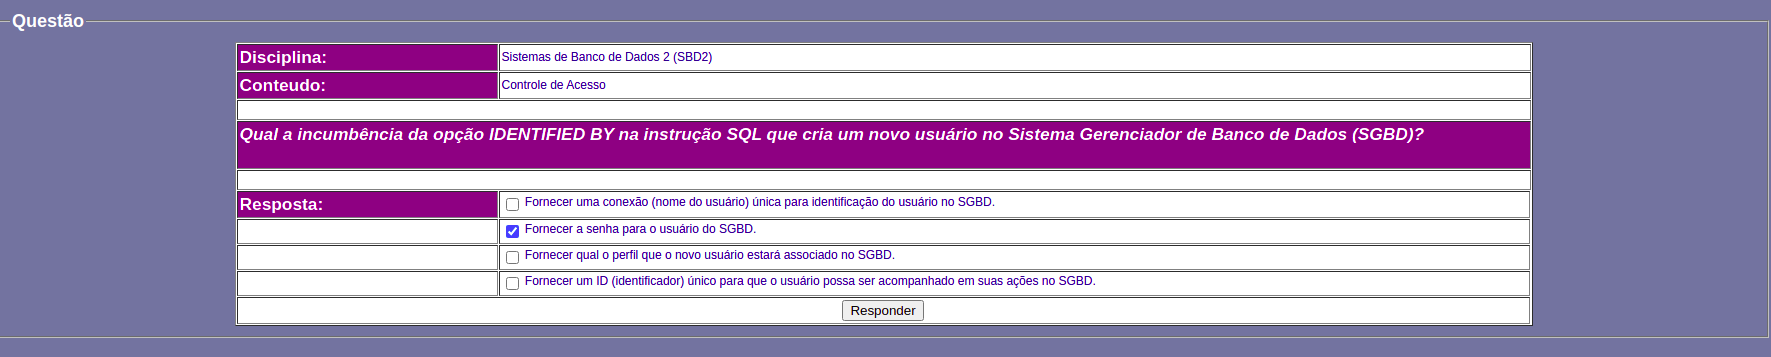 Questão
Disciplina: Sistemas de Banco de Dados 2 (SBD2)
Conteudo: Controle de Acesso
Qual a incumbência da opção IDENTIFIED BY na instrução SQL que cria um novo usuário no Sistema Gerenciador de Banco de Dados (SGBD)?
Resposta: Fornecer uma conexão (nome do usuário) única para identificação do usuário no SGBD.
Fornecer a senha para o usuário do SGBD.
Fornecer qual o perfil que o novo usuário estará associado no SGBD.
Fornecer um ID (identificador) único para que o usuário possa ser acompanhado em suas ações no SGBD.
Responder